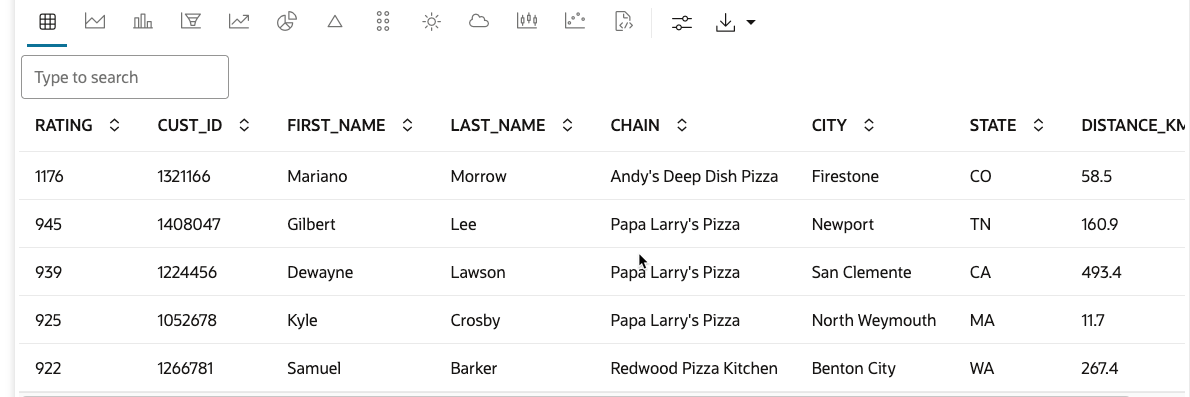 Type to search
RATING CUST_ID FIRST_NAME LAST_NAME CHAIN CITY STATE DISTANCE_KM
1176 1321166 Mariano Morrow Andy's Deep Dish Pizza Firestone CO 58.5
945 1408047 Gilbert Lee Papa Larry's Pizza Newport TN 160.9
939 1224456 Dewayne Lawson Papa Larry's Pizza San Clemente CA 493.4
925 1052678 Kyle Crosby Papa Larry's Pizza North Weymouth MA 11.7
922 1266781 Samuel Barker Redwood Pizza Kitchen Benton City WA 267.4